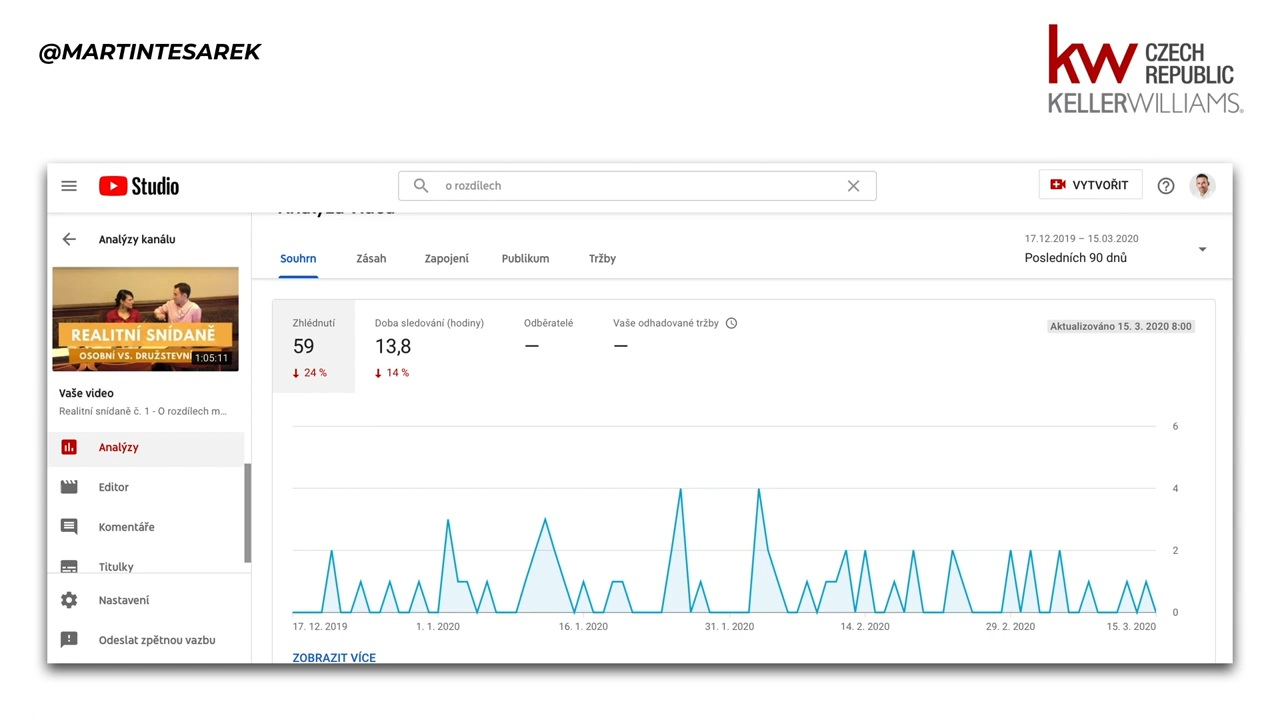 @MARTINTESAREK
kw CZECH REPUBLIC
KELLERWILLIAMS.
Studio
o rozdílech
VYTVOŘIT
Analýzy kanálu
Analýza videa
Souhrn Zásah Zapojení Publikum Tržby
17.12.2019 – 15.03.2020
Posledních 90 dnů
REALITNÍ SNÍDANĚ
OSOBNÍ VS. DRUŽSTEVNÍ
1:05:11
Vaše video
Realitní snídaně č. 1 - O rozdílech m...
Analýzy
Editor
Komentáře
Titulky
Nastavení
Odeslat zpětnou vazbu
Zhlédnutí
59
24 %
Doba sledování (hodiny)
13,8
14 %
Odběratelé
—
Vaše odhadované tržby
—
Aktualizováno 15. 3. 2020 8:00
6
4
2
0
17. 12. 2019 1. 1. 2020 16. 1. 2020 31. 1. 2020 14. 2. 2020 29. 2. 2020 15. 3. 2020
ZOBRAZIT VÍCE